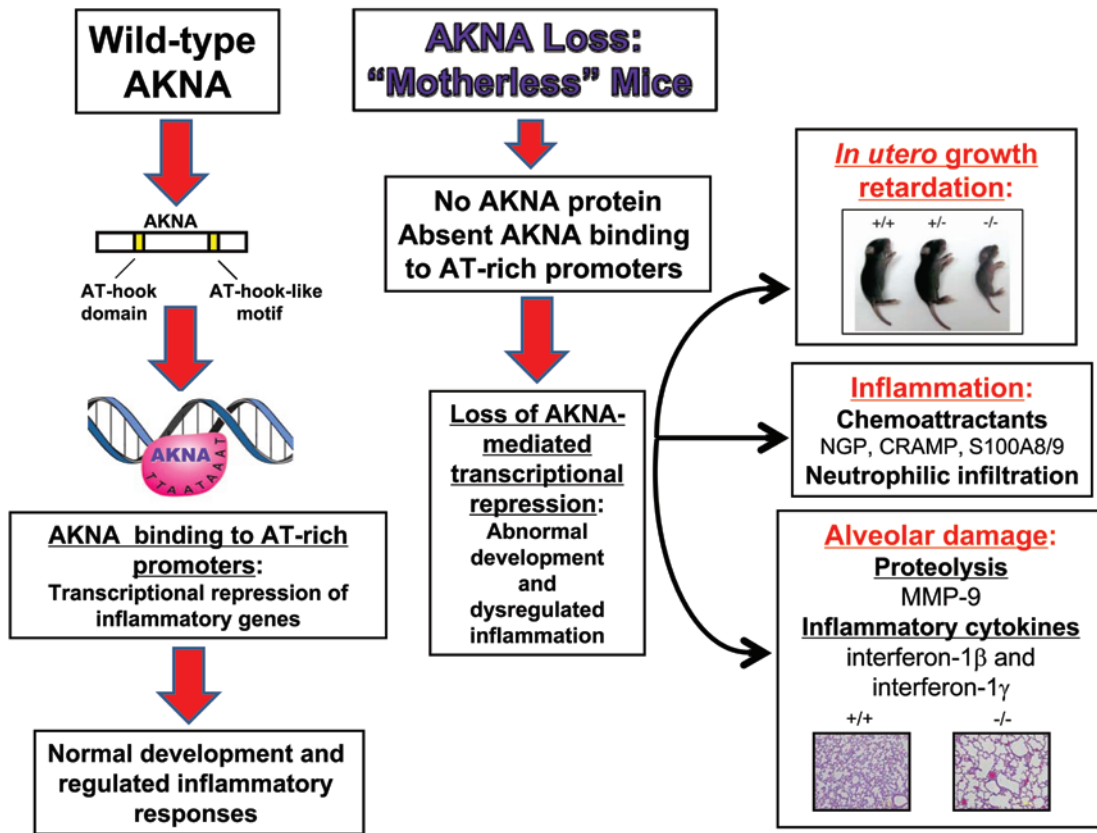 Wild-type
AKNA
AKNA
AT-hook
domain
AT-hook-like
motif
AKNA
TTAATAAAT
AKNA binding to AT-rich
promoters:
Transcriptional repression of
inflammatory genes
Normal development and
regulated inflammatory
responses
AKNA Loss:
“Motherless” Mice
No AKNA protein
Absent AKNA binding
to AT-rich promoters
Loss of AKNA-
mediated
transcriptional
repression:
Abnormal
development
and
dysregulated
inflammation
In utero growth
retardation:
+/+ +/- -/-
Inflammation:
Chemoattractants
NGP, CRAMP, S100A8/9
Neutrophilic infiltration
Alveolar damage:
Proteolysis
MMP-9
Inflammatory cytokines
interferon-1β and
interferon-1γ
+/+ -/-